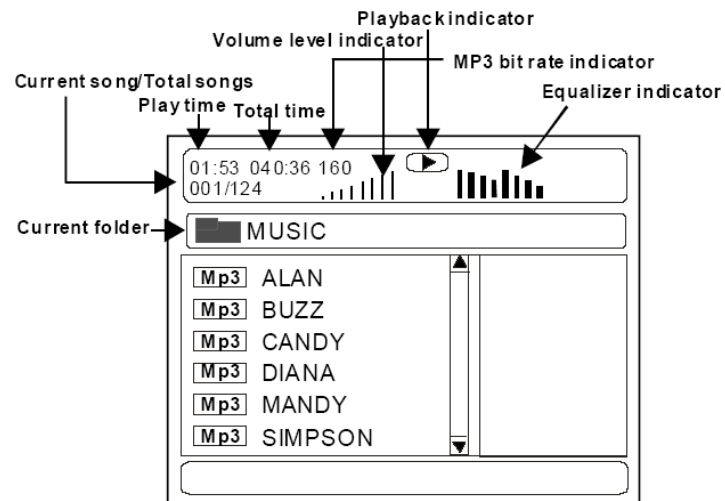 Playback indicator
Volume level indicator
MP3 bit rate indicator
Current song/Total songs
Equalizer indicator
Play time
Total time
01:53 040:36 160
001/124
Current folder
MUSIC
Mp3 ALAN
Mp3 BUZZ
Mp3 CANDY
Mp3 DIANA
Mp3 MANDY
Mp3 SIMPSON